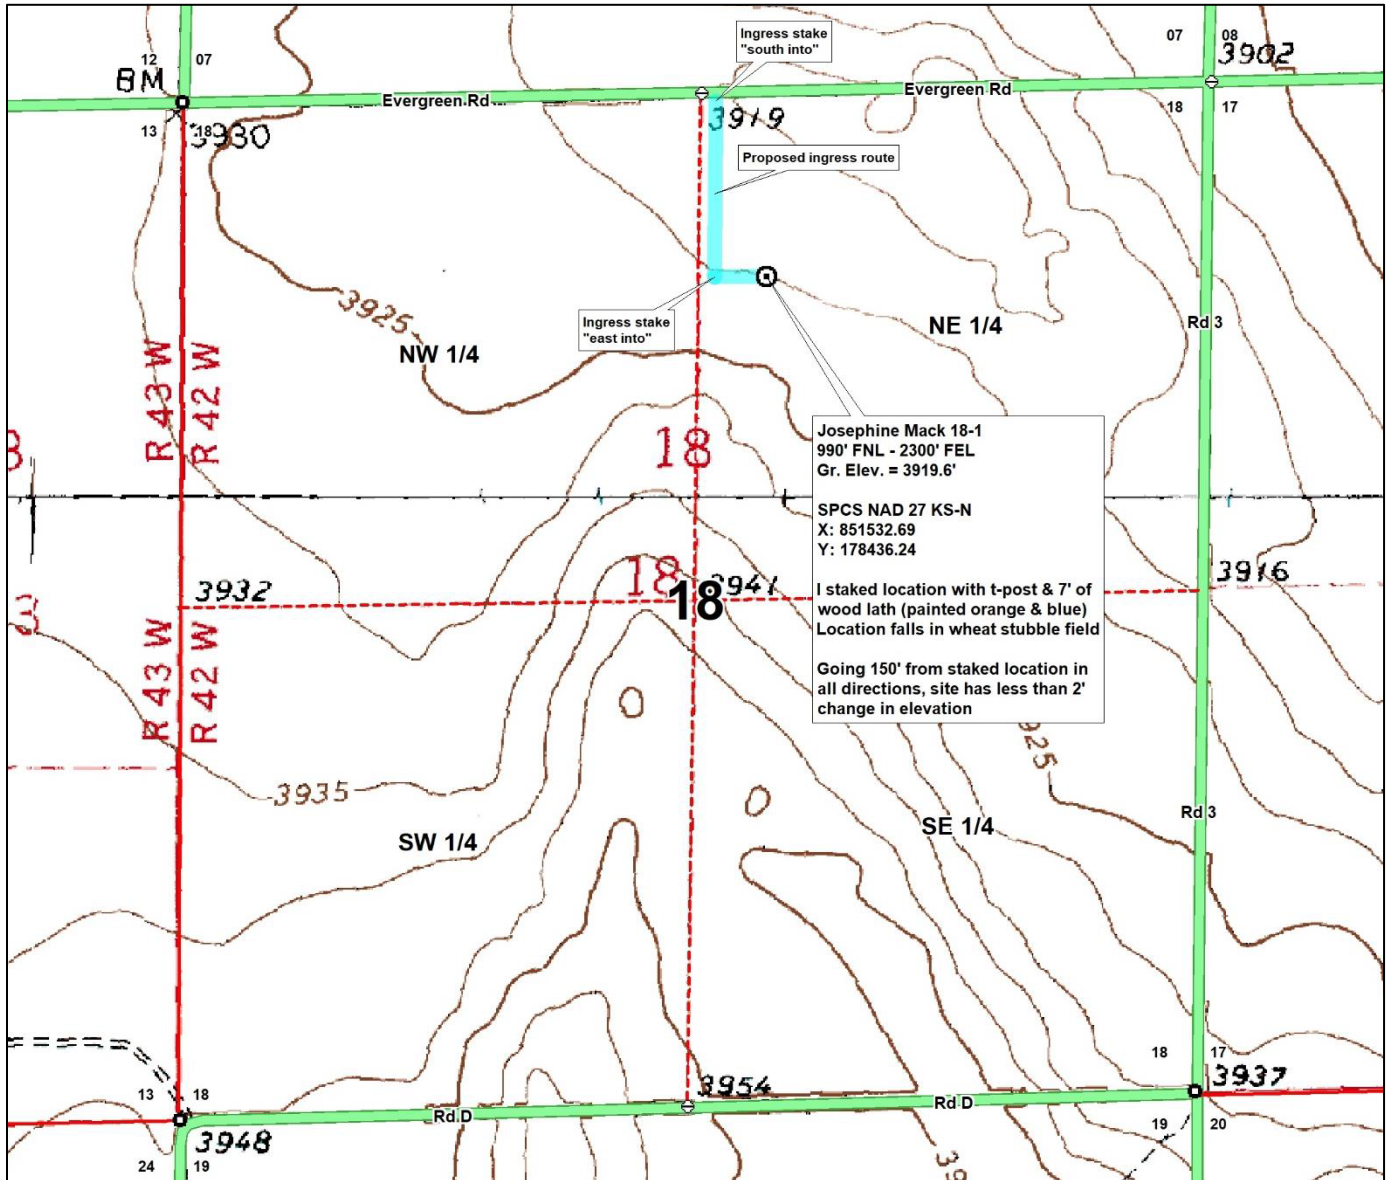 Ingress stake
"south into"
12
07
07
08
BM
3902
Evergreen Rd
Evergreen Rd
13
18
3930
3919
18
17
Proposed ingress route
3925
Ingress stake
"east into"
NW 1/4
NE 1/4
Rd 3
R 43 W
R 42 W
18
Josephine Mack 18-1
990' FNL - 2300' FEL
Gr. Elev. = 3919.6'
SPCS NAD 27 KS-N
X: 851532.69
Y: 178436.24
I staked location with t-post & 7' of
wood lath (painted orange & blue)
Location falls in wheat stubble field
Going 150' from staked location in
all directions, site has less than 2'
change in elevation
3932
18
18
3941
3916
R 43 W
R 42 W
925
3935
SW 1/4
SE 1/4
Rd 3
18
17
13
18
3954
3937
Rd D
Rd D
3948
19
20
24
19